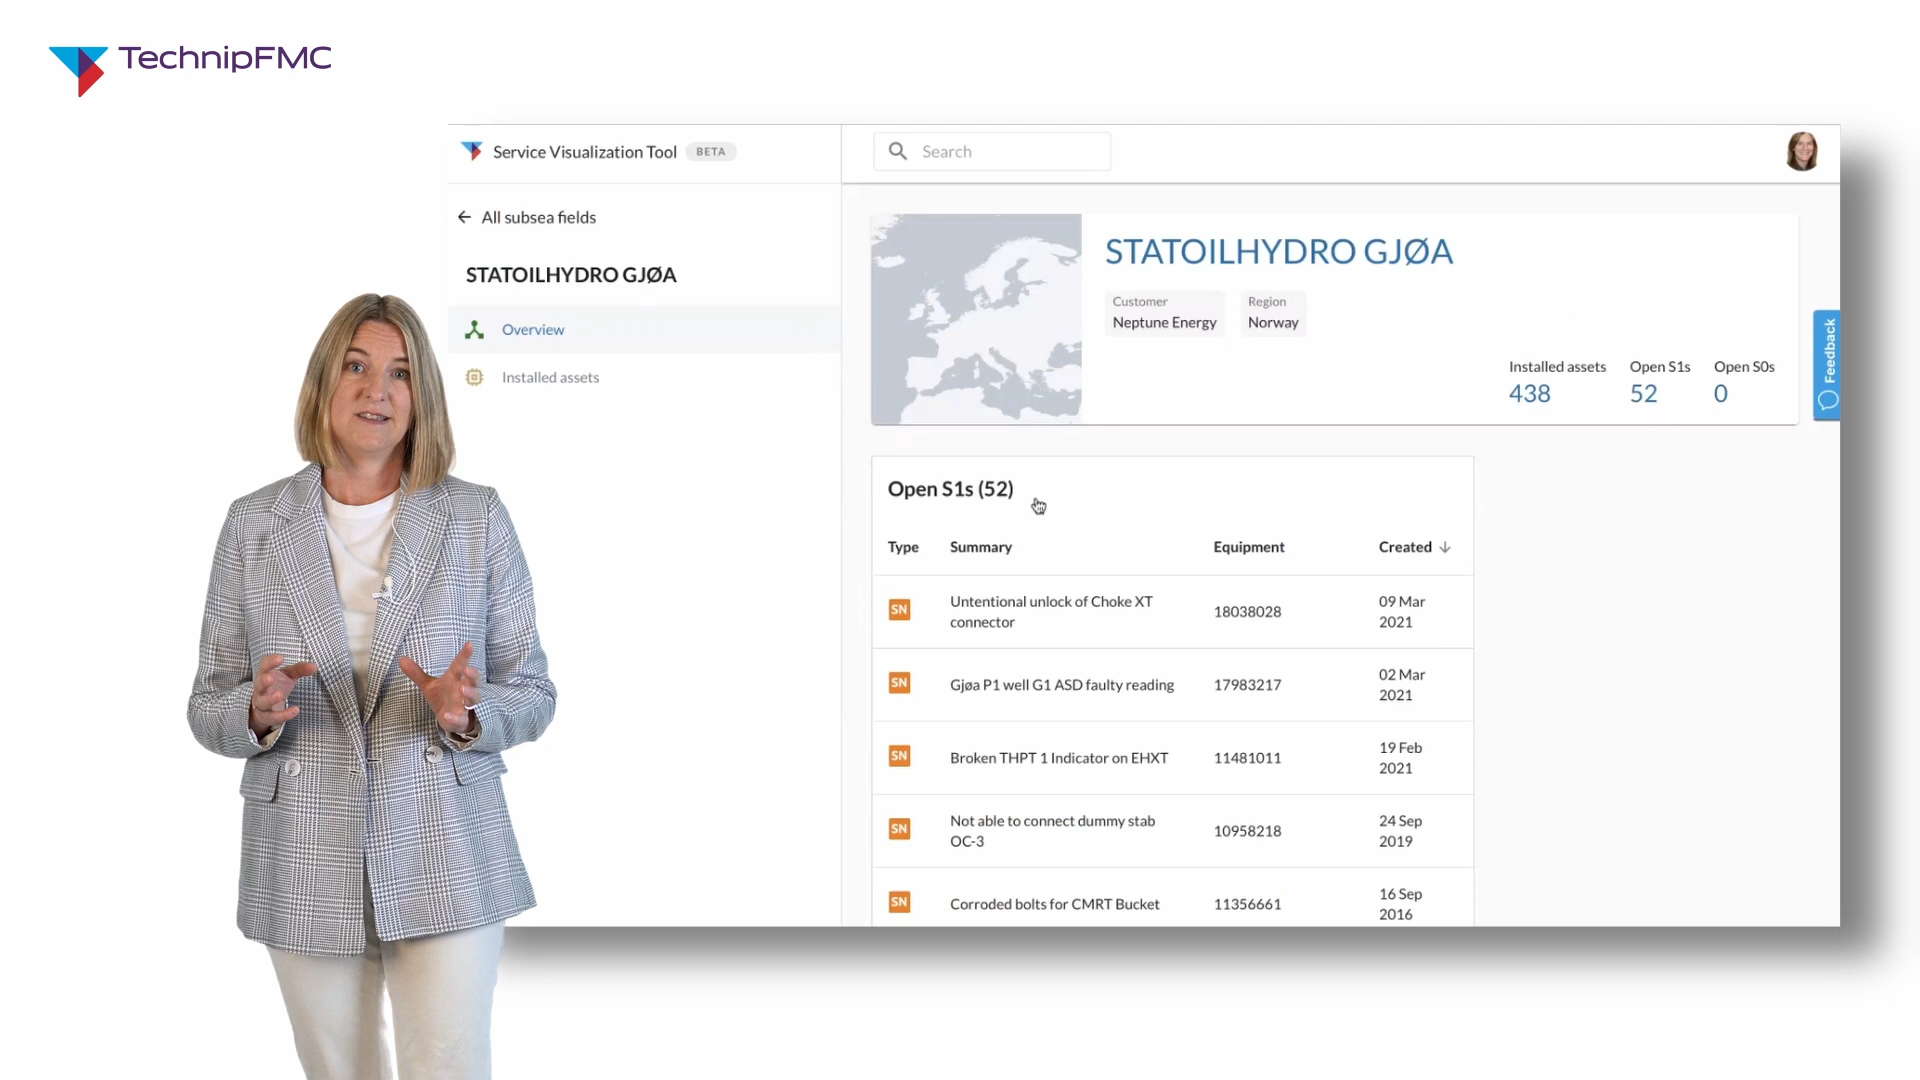 TechnipFMC
Service Visualization Tool BETA
Search
All subsea fields
STATOILHYDRO GJØA
Overview
Installed assets
STATOILHYDRO GJØA
Customer
Neptune Energy
Region
Norway
Installed assets
438
Open S1s
52
Open S0s
0
Feedback
Open S1s (52)
Type Summary Equipment Created
SN Untentional unlock of Choke XT
connector
18038028
09 Mar
2021
SN Gjøa P1 well G1 ASD faulty reading
17983217
02 Mar
2021
SN Broken THPT 1 Indicator on EHXT
11481011
19 Feb
2021
SN Not able to connect dummy stab
OC-3
10958218
24 Sep
2019
SN Corroded bolts for CMRT Bucket
11356661
16 Sep
2016